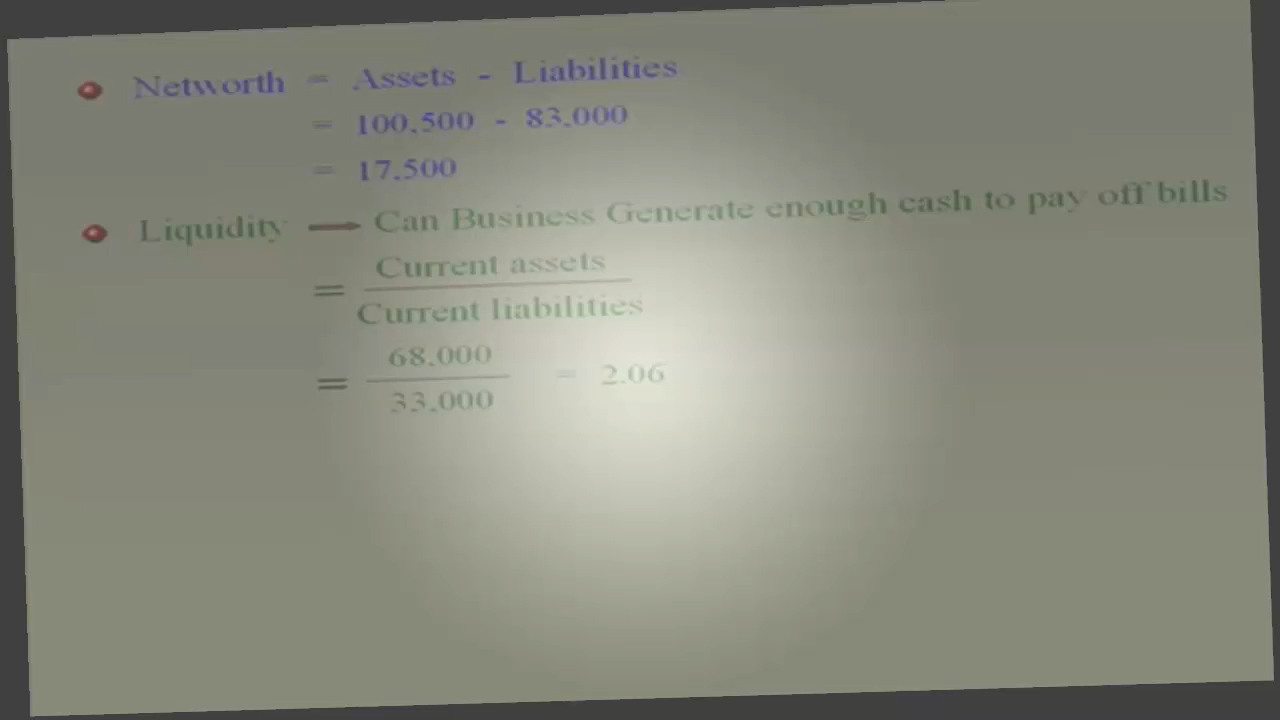 Networth = Assets - Liabilities
= 100,500 - 83,000
= 17,500
Liquidity → Can Business Generate enough cash to pay off bills
= Current assets
Current liabilities
= 68,000
33,000 = 2.06